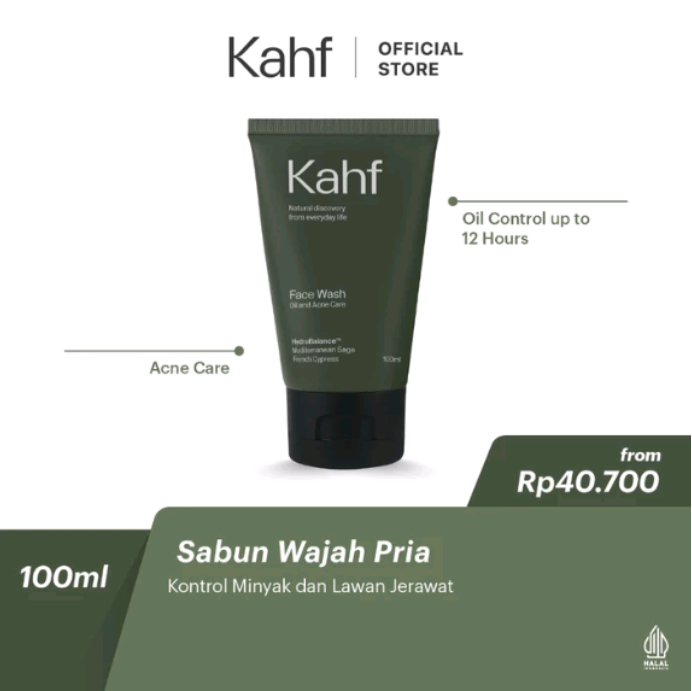 Kahf
OFFICIAL
STORE
Kahf
Natural discovery
from everyday life
Oil Control up to
12 Hours
Face Wash
Oil and Acne Care
HydroBalance™
Mediterranean Sage
French Cypress
100ml
Acne Care
from
Rp40.700
Sabun Wajah Pria
100ml
Kontrol Minyak dan Lawan Jerawat
HALAL
INDONESIA